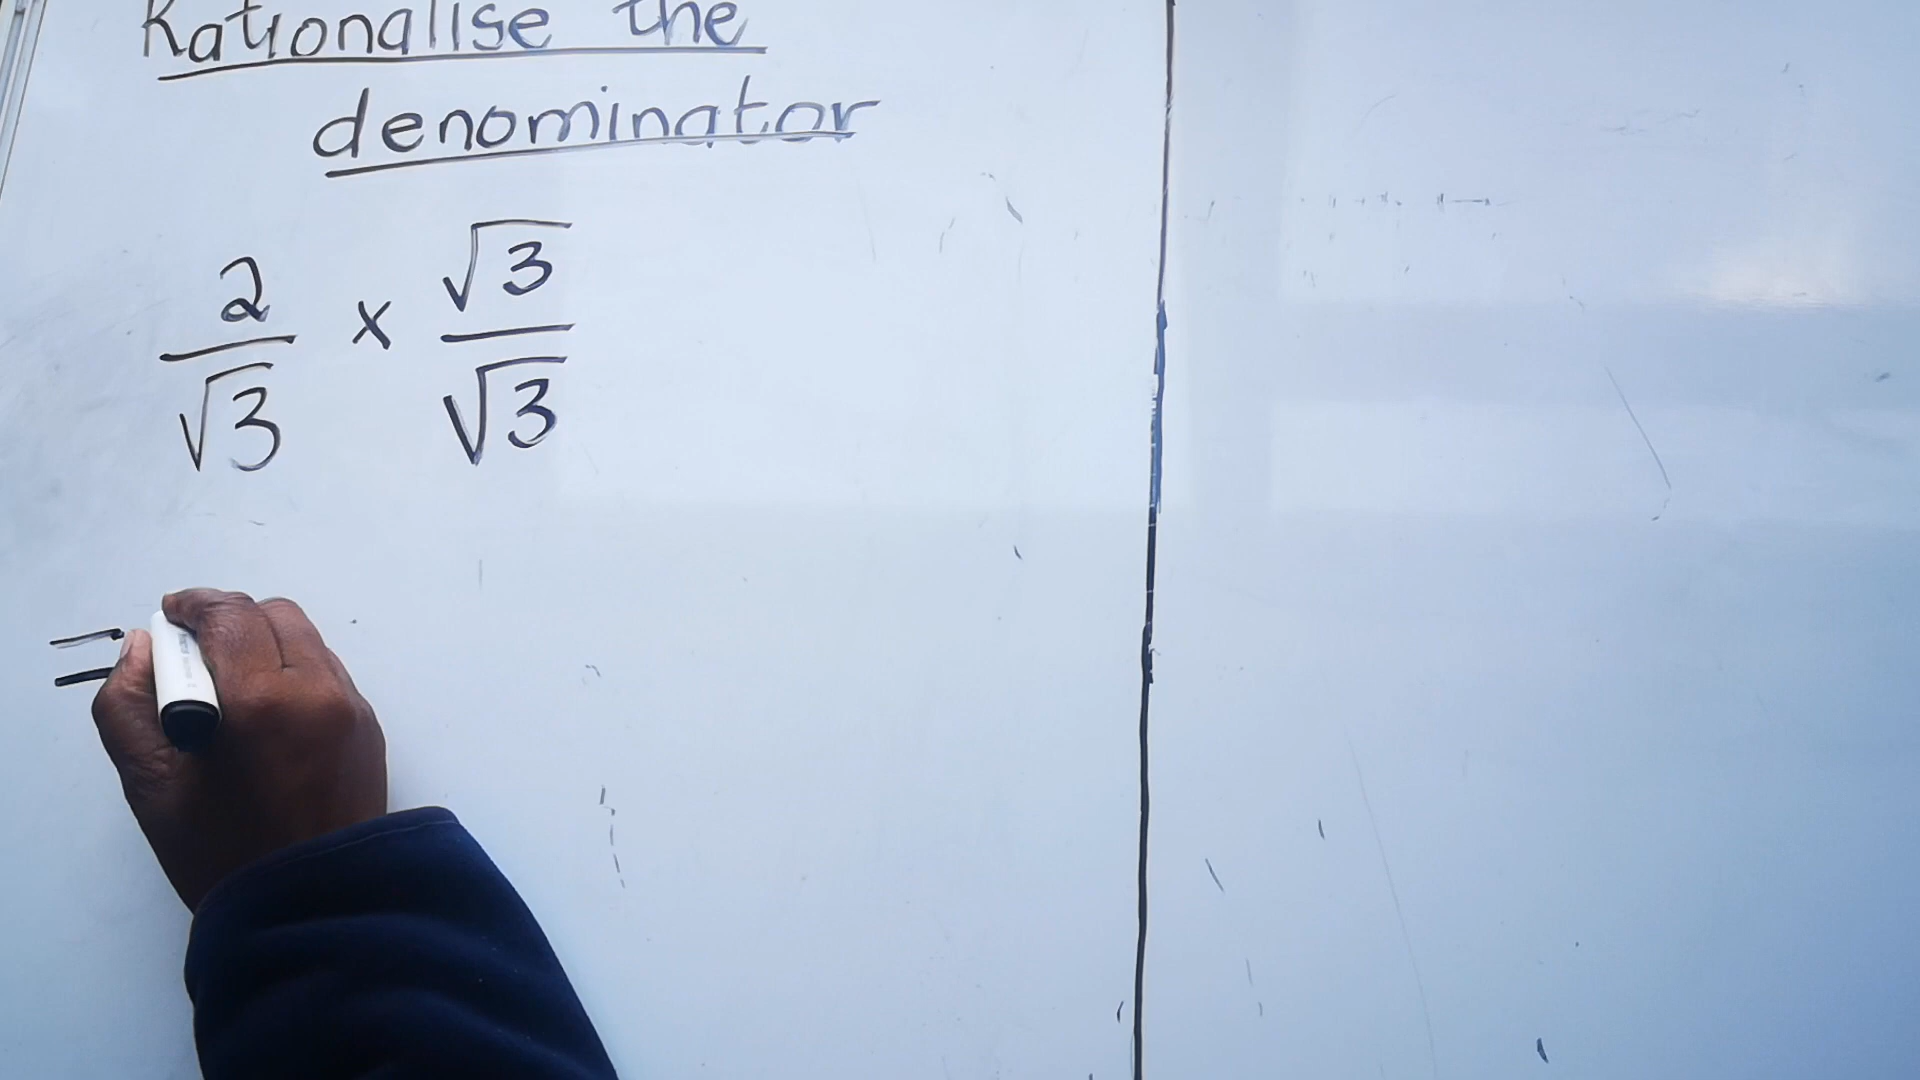 Rationalise the
denominator
2/√3 × √3/√3
=